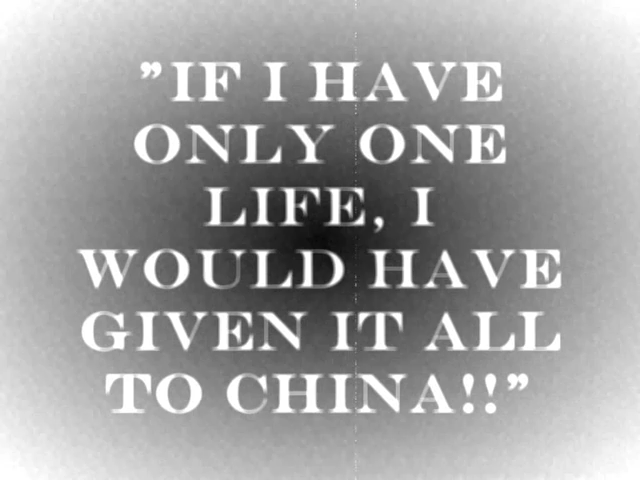 "IF I HAVE
ONLY ONE
LIFE, I
WOULD HAVE
GIVEN IT ALL
TO CHINA!!"